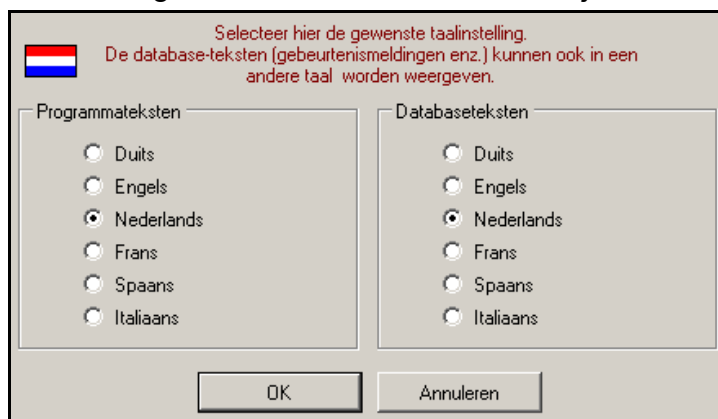 Selecteer hier de gewenste taalinstelling.
De database-teksten (gebeurtenismeldingen enz.) kunnen ook in een
andere taal worden weergeven.
Programmateksten
Duits
Engels
Nederlands
Frans
Spaans
Italiaans
Databaseteksten
Duits
Engels
Nederlands
Frans
Spaans
Italiaans
OK
Annuleren